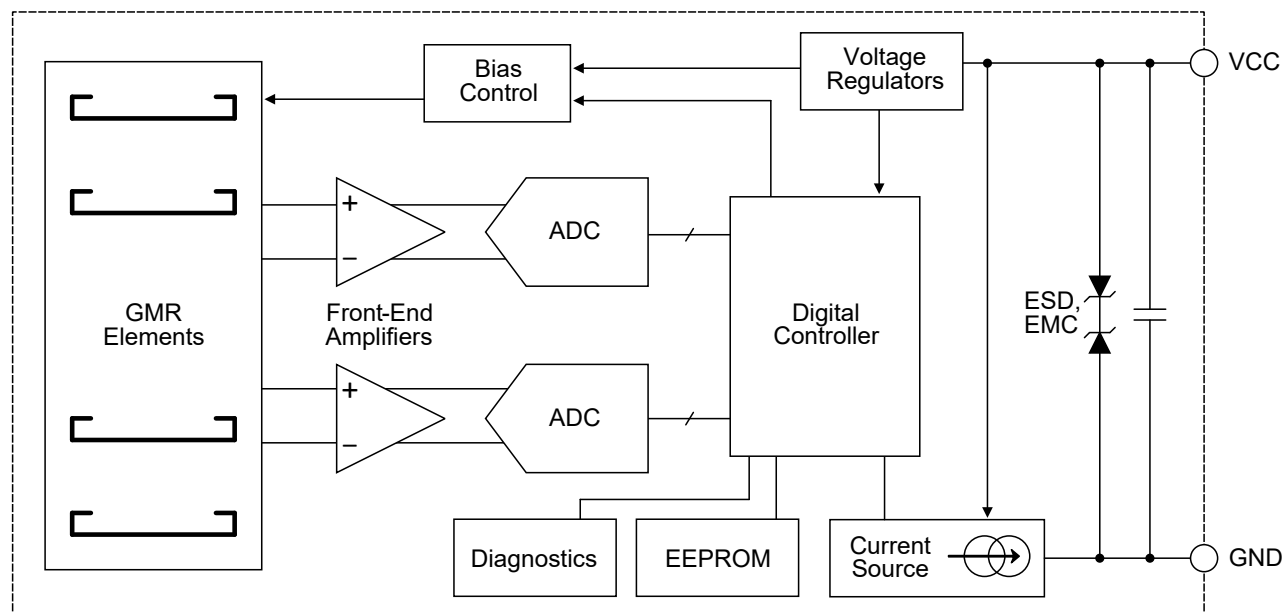 Voltage
Regulators
VCC
Bias
Control
+
−
ADC
GMR
Elements
Front-End
Amplifiers
Digital
Controller
ESD,
EMC
+
−
ADC
Diagnostics
EEPROM
Current
Source
GND